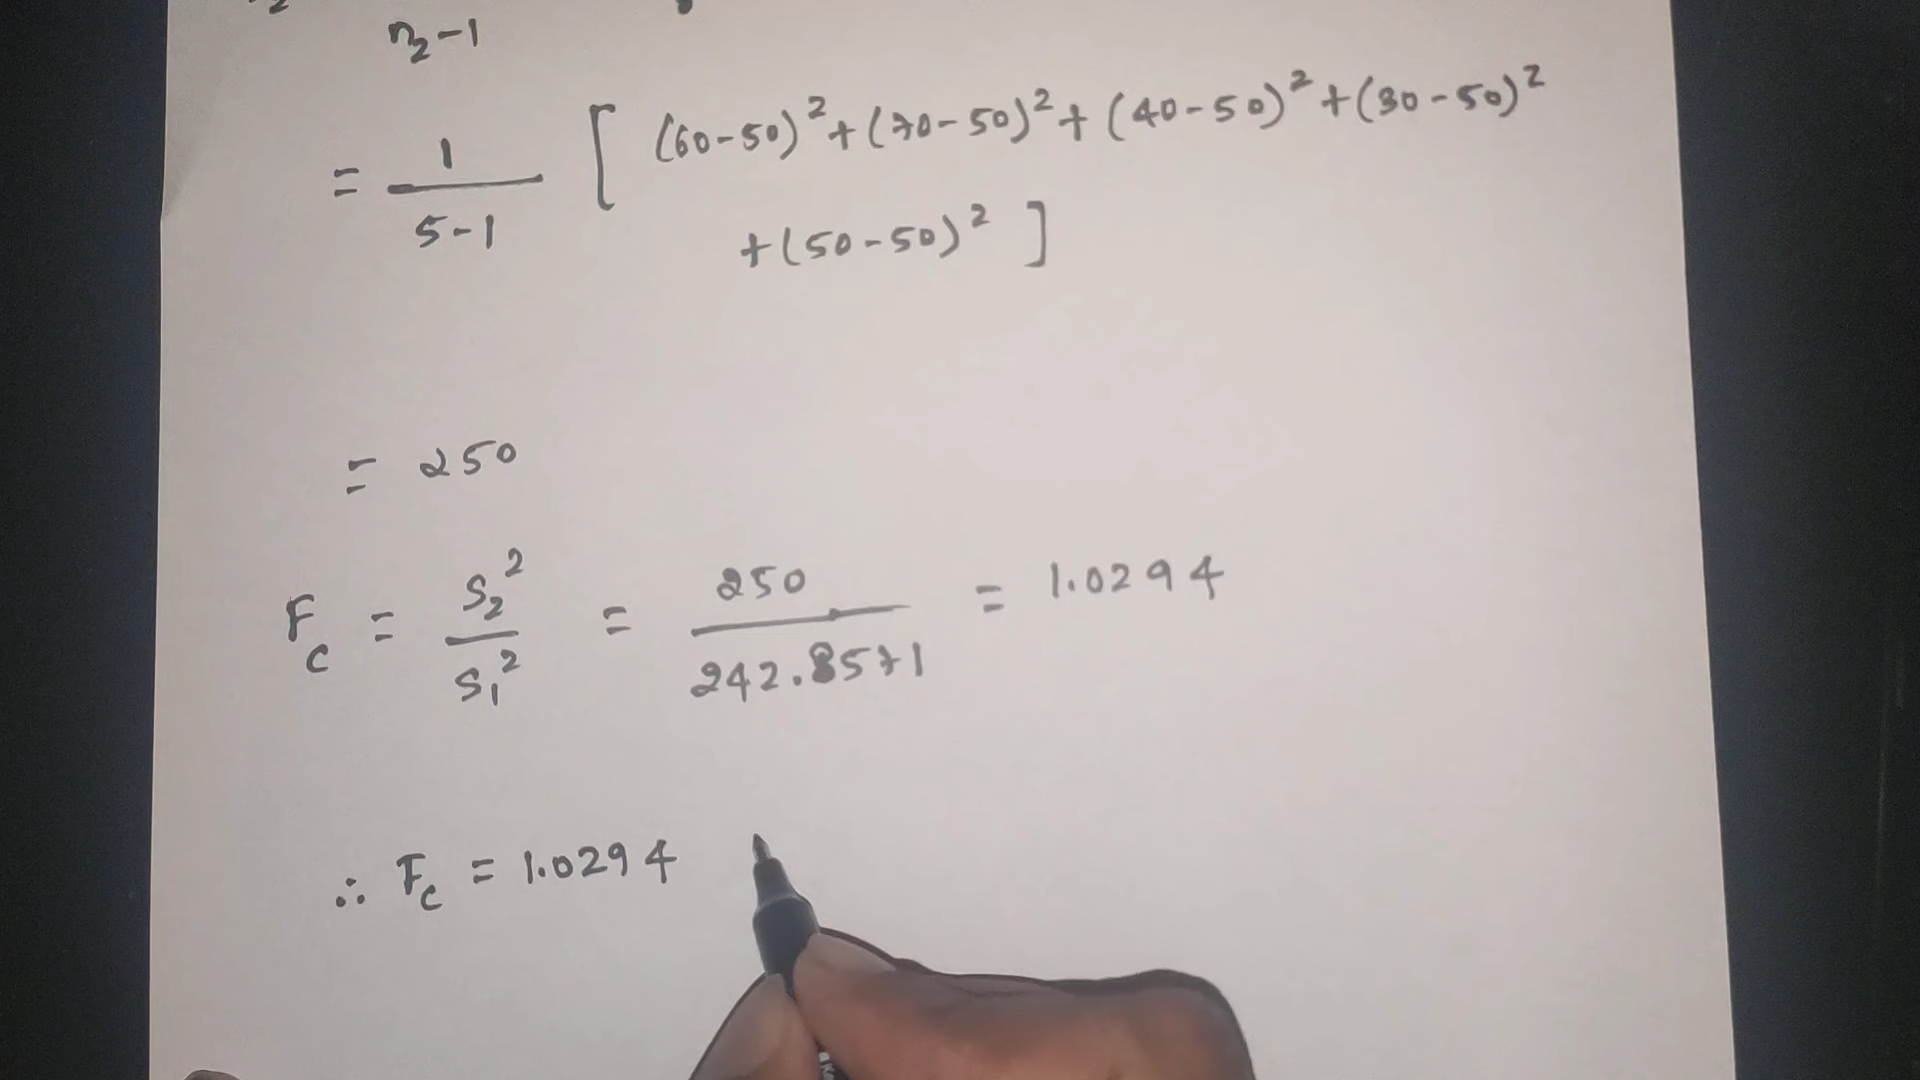 n₂-1
= 1/(5-1) [ (60-50)² + (70-50)² + (40-50)² + (30-50)²
+ (50-50)² ]
= 250
F_c = S₂²/S₁² = 250/242.8571 = 1.0294
∴ F_c = 1.0294